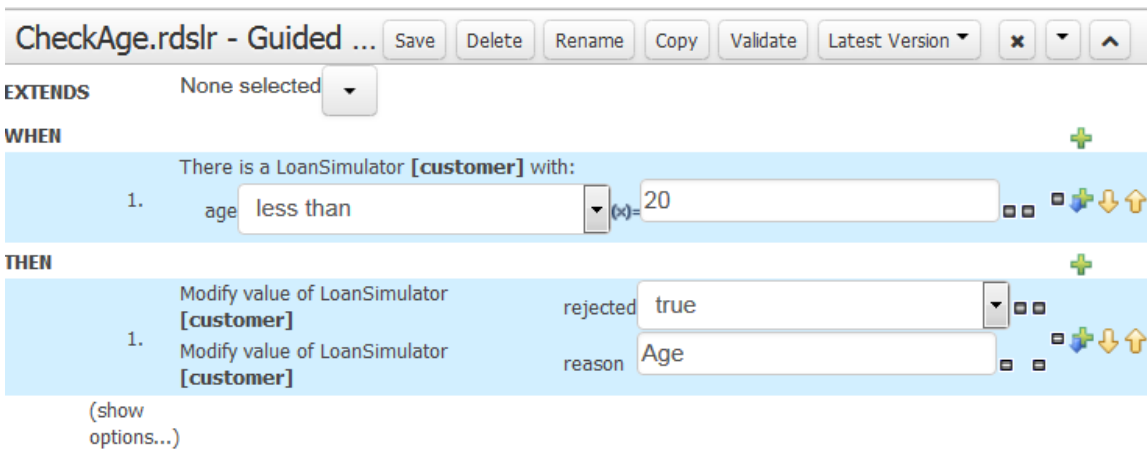 CheckAge.rdslr - Guided ... Save Delete Rename Copy Validate Latest Version
EXTENDS None selected
WHEN
There is a LoanSimulator [customer] with:
1. age less than (x)= 20
THEN
Modify value of LoanSimulator
[customer] rejected true
1.
Modify value of LoanSimulator
[customer] reason Age
(show
options...)